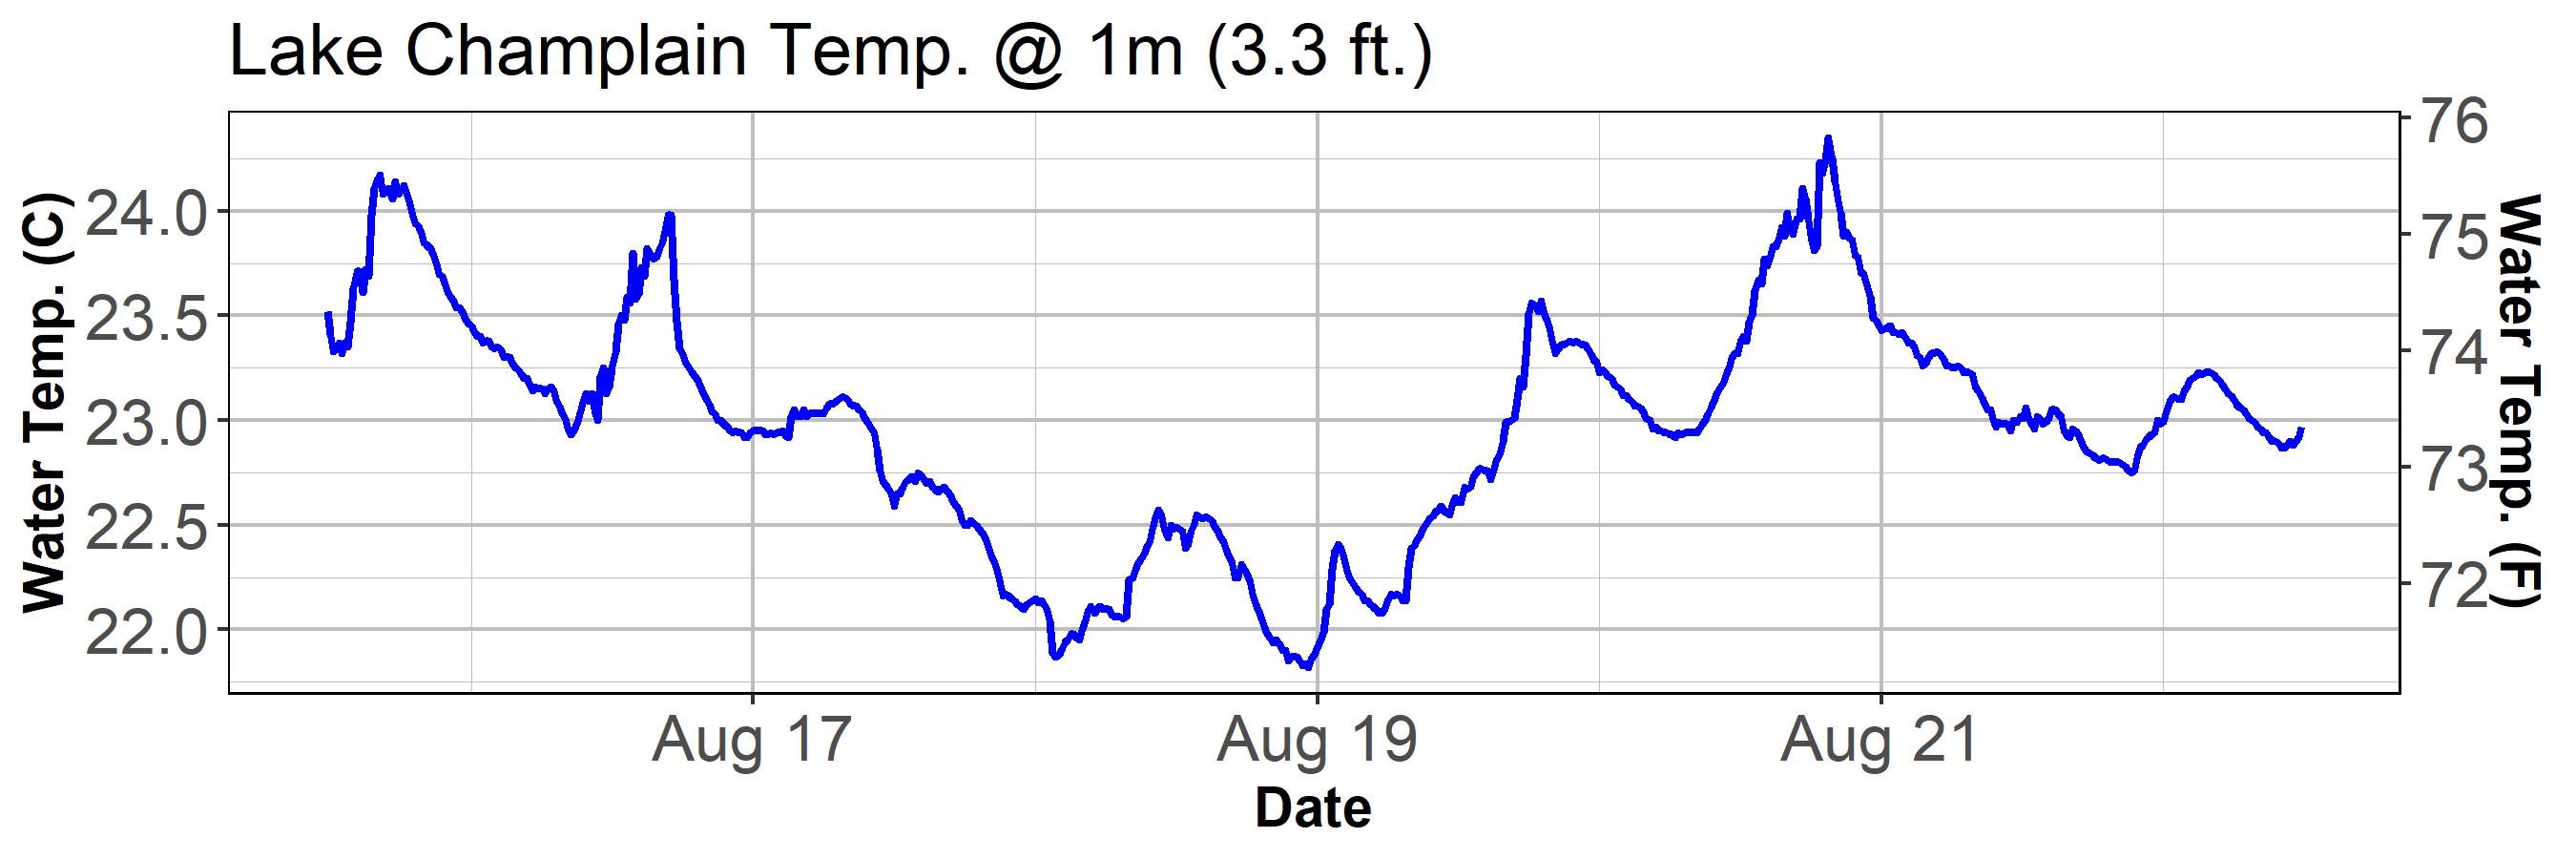 Lake Champlain Temp. @ 1m (3.3 ft.)
Water Temp. (C)
24.0
23.5
23.0
22.5
22.0
76
75
74
73
72
Water Temp. (F)
Aug 17
Aug 19
Aug 21
Date